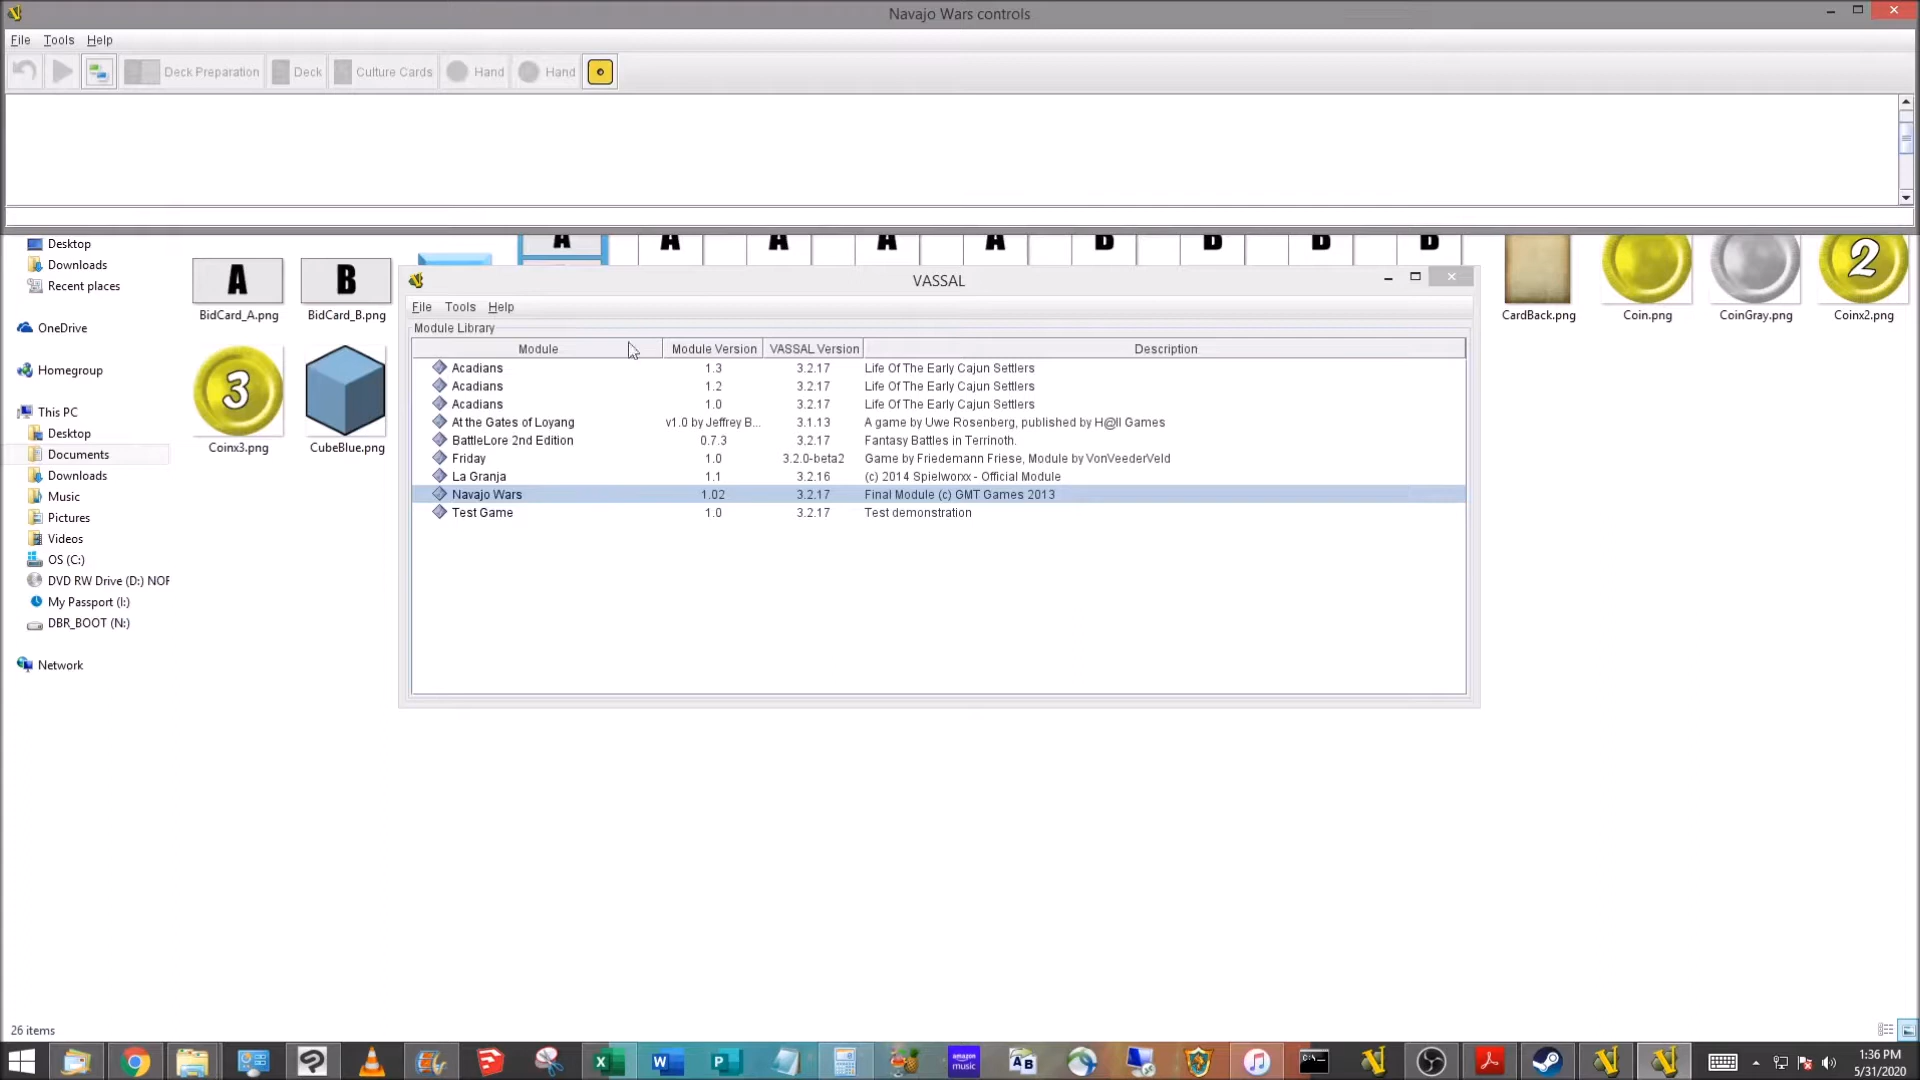 Navajo Wars controls
File Tools Help
Deck Preparation Deck Culture Cards Hand Hand
Desktop
Downloads
Recent places
OneDrive
Homegroup
This PC
Desktop
Documents
Downloads
Music
Pictures
Videos
OS (C:)
DVD RW Drive (D:) NOF
My Passport (I:)
DBR_BOOT (N:)
Network
A A A A A B B B B
A B 2
BidCard_A.png BidCard_B.png CardBack.png Coin.png CoinGray.png Coinx2.png
3
Coinx3.png CubeBlue.png
VASSAL
File Tools Help
Module Library
Module Module Version VASSAL Version Description
Acadians 1.3 3.2.17 Life Of The Early Cajun Settlers
Acadians 1.2 3.2.17 Life Of The Early Cajun Settlers
Acadians 1.0 3.2.17 Life Of The Early Cajun Settlers
At the Gates of Loyang v1.0 by Jeffrey B... 3.1.13 A game by Uwe Rosenberg, published by H@ll Games
BattleLore 2nd Edition 0.7.3 3.2.17 Fantasy Battles in Terrinoth.
Friday 1.0 3.2.0-beta2 Game by Friedemann Friese, Module by VonVeederVeld
La Granja 1.1 3.2.16 (c) 2014 Spielworxx - Official Module
Navajo Wars 1.02 3.2.17 Final Module (c) GMT Games 2013
Test Game 1.0 3.2.17 Test demonstration
26 items
amazon music
AB
1:36 PM
5/31/2020